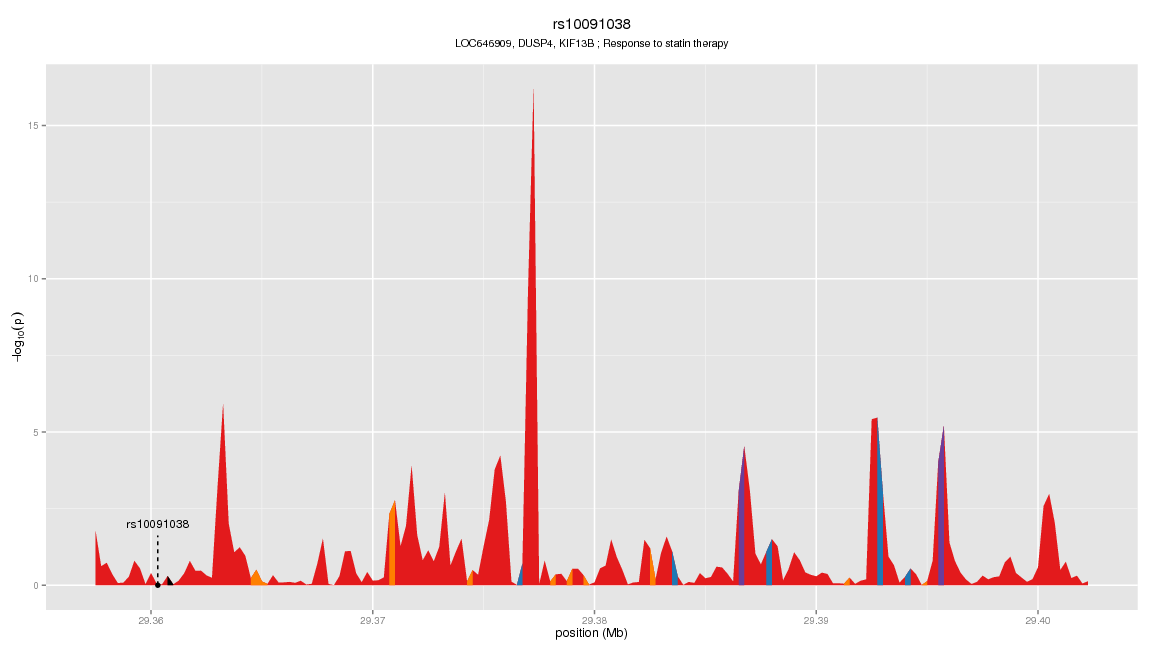 rs10091038
LOC646909, DUSP4, KIF13B ; Response to statin therapy
15
10
5
0
−log10(p)
rs10091038
29.36 29.37 29.38 29.39 29.40
position (Mb)